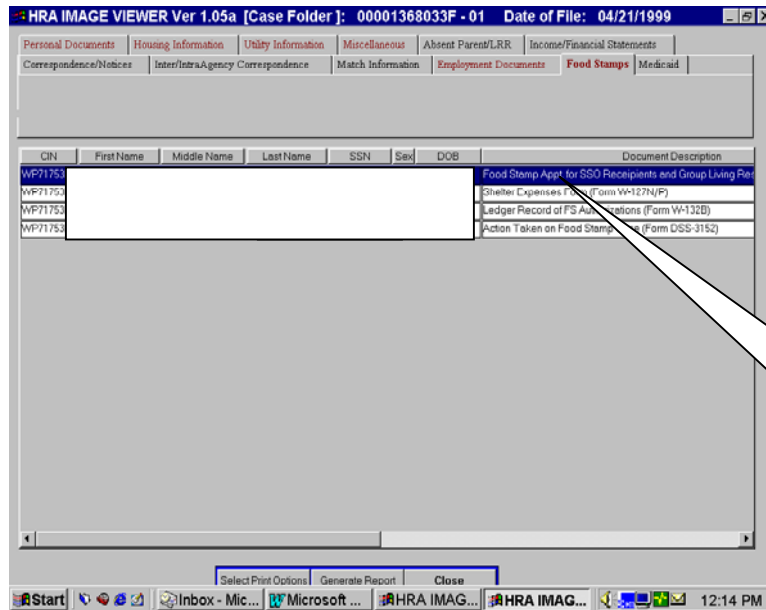 HRA IMAGE VIEWER Ver 1.05a [Case Folder ]: 00001368033F - 01 Date of File: 04/21/1999
Personal Documents Housing Information Utility Information Miscellaneous Absent Parent/LRR Income/Financial Statements
Correspondence/Notices Inter/IntraAgency Correspondence Match Information Employment Documents Food Stamps Medicaid
CIN First Name Middle Name Last Name SSN Sex DOB Document Description
WP71753 Food Stamp Appt for SSO Receipients and Group Living Res
WP71753 Shelter Expenses Form (Form W-127N/P)
WP71753 Ledger Record of FS Authorizations (Form W-132B)
WP71753 Action Taken on Food Stamp (Form DSS-3152)
Select Print Options Generate Report Close
Start Inbox - Mic... Microsoft ... HRA IMAG... HRA IMAG... 12:14 PM